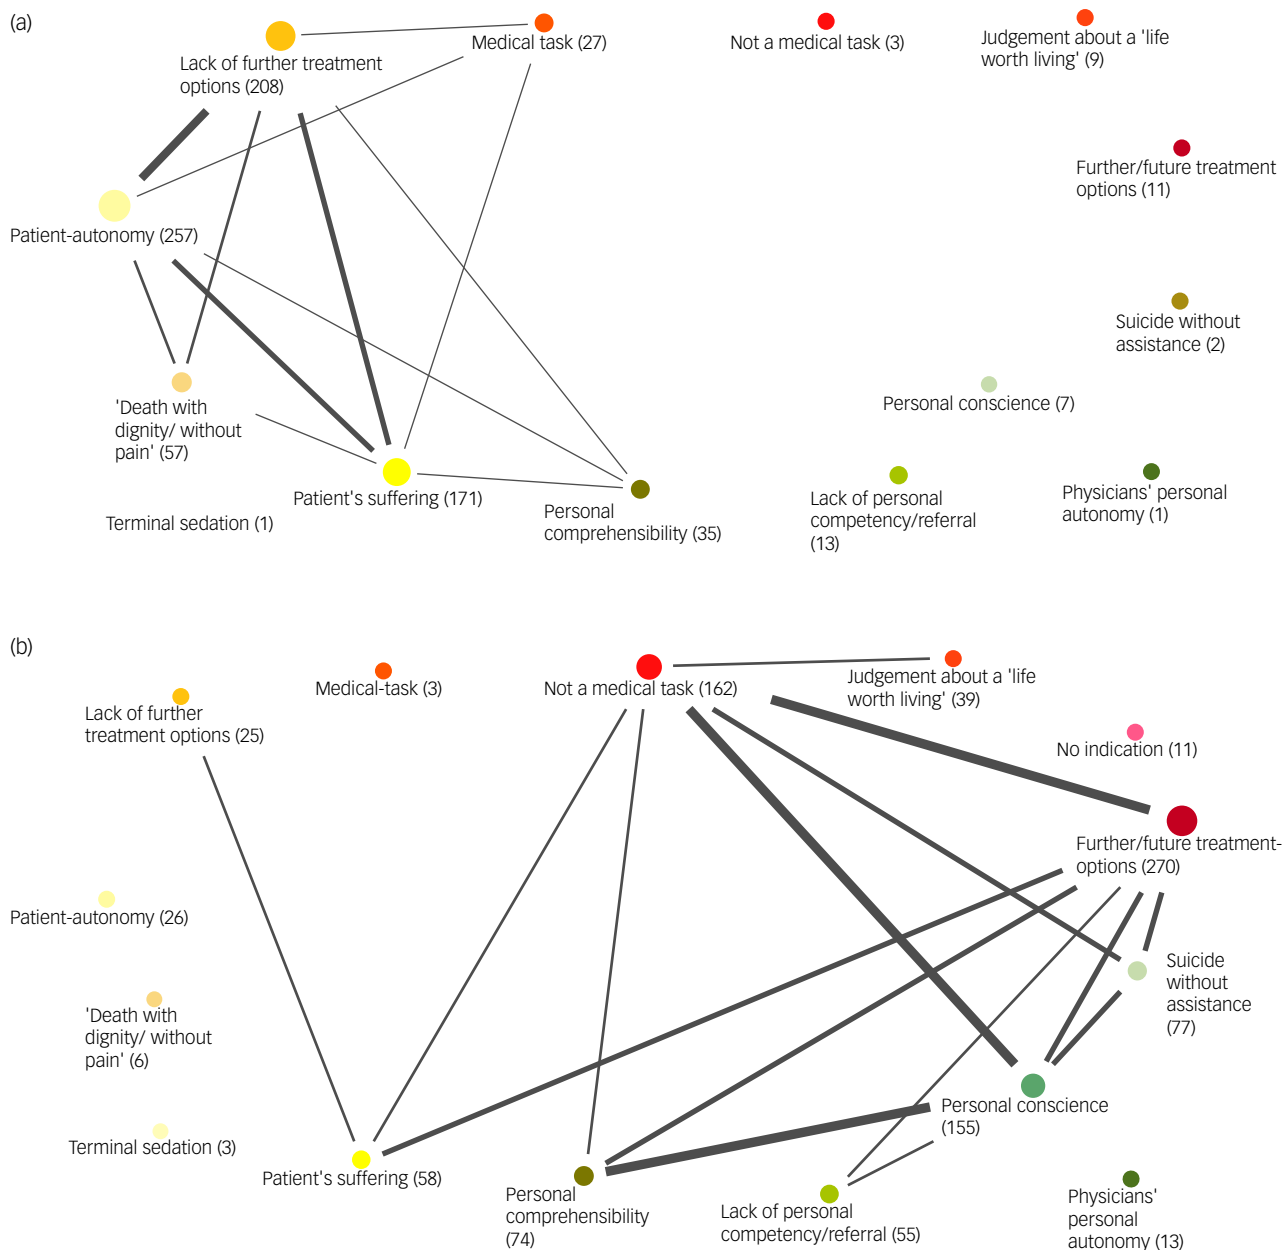 (a)
Medical task (27)
Not a medical task (3)
Judgement about a 'life
worth living' (9)
Lack of further treatment
options (208)
Further/future treatment
options (11)
Patient-autonomy (257)
Suicide without
assistance (2)
'Death with
dignity/ without
pain' (57)
Personal conscience (7)
Patient's suffering (171)
Terminal sedation (1)
Personal
comprehensibility (35)
Lack of personal
competency/referral
(13)
Physicians' personal
autonomy (1)
(b)
Medical-task (3)
Not a medical task (162)
Judgement about a 'life
worth living' (39)
Lack of further
treatment options (25)
No indication (11)
Further/future treatment-
options (270)
Patient-autonomy (26)
Suicide
without
assistance
(77)
'Death with
dignity/ without
pain' (6)
Personal conscience
(155)
Terminal sedation (3)
Patient's suffering (58)
Personal
comprehensibility
(74)
Lack of personal
competency/referral (55)
Physicians'
personal
autonomy (13)